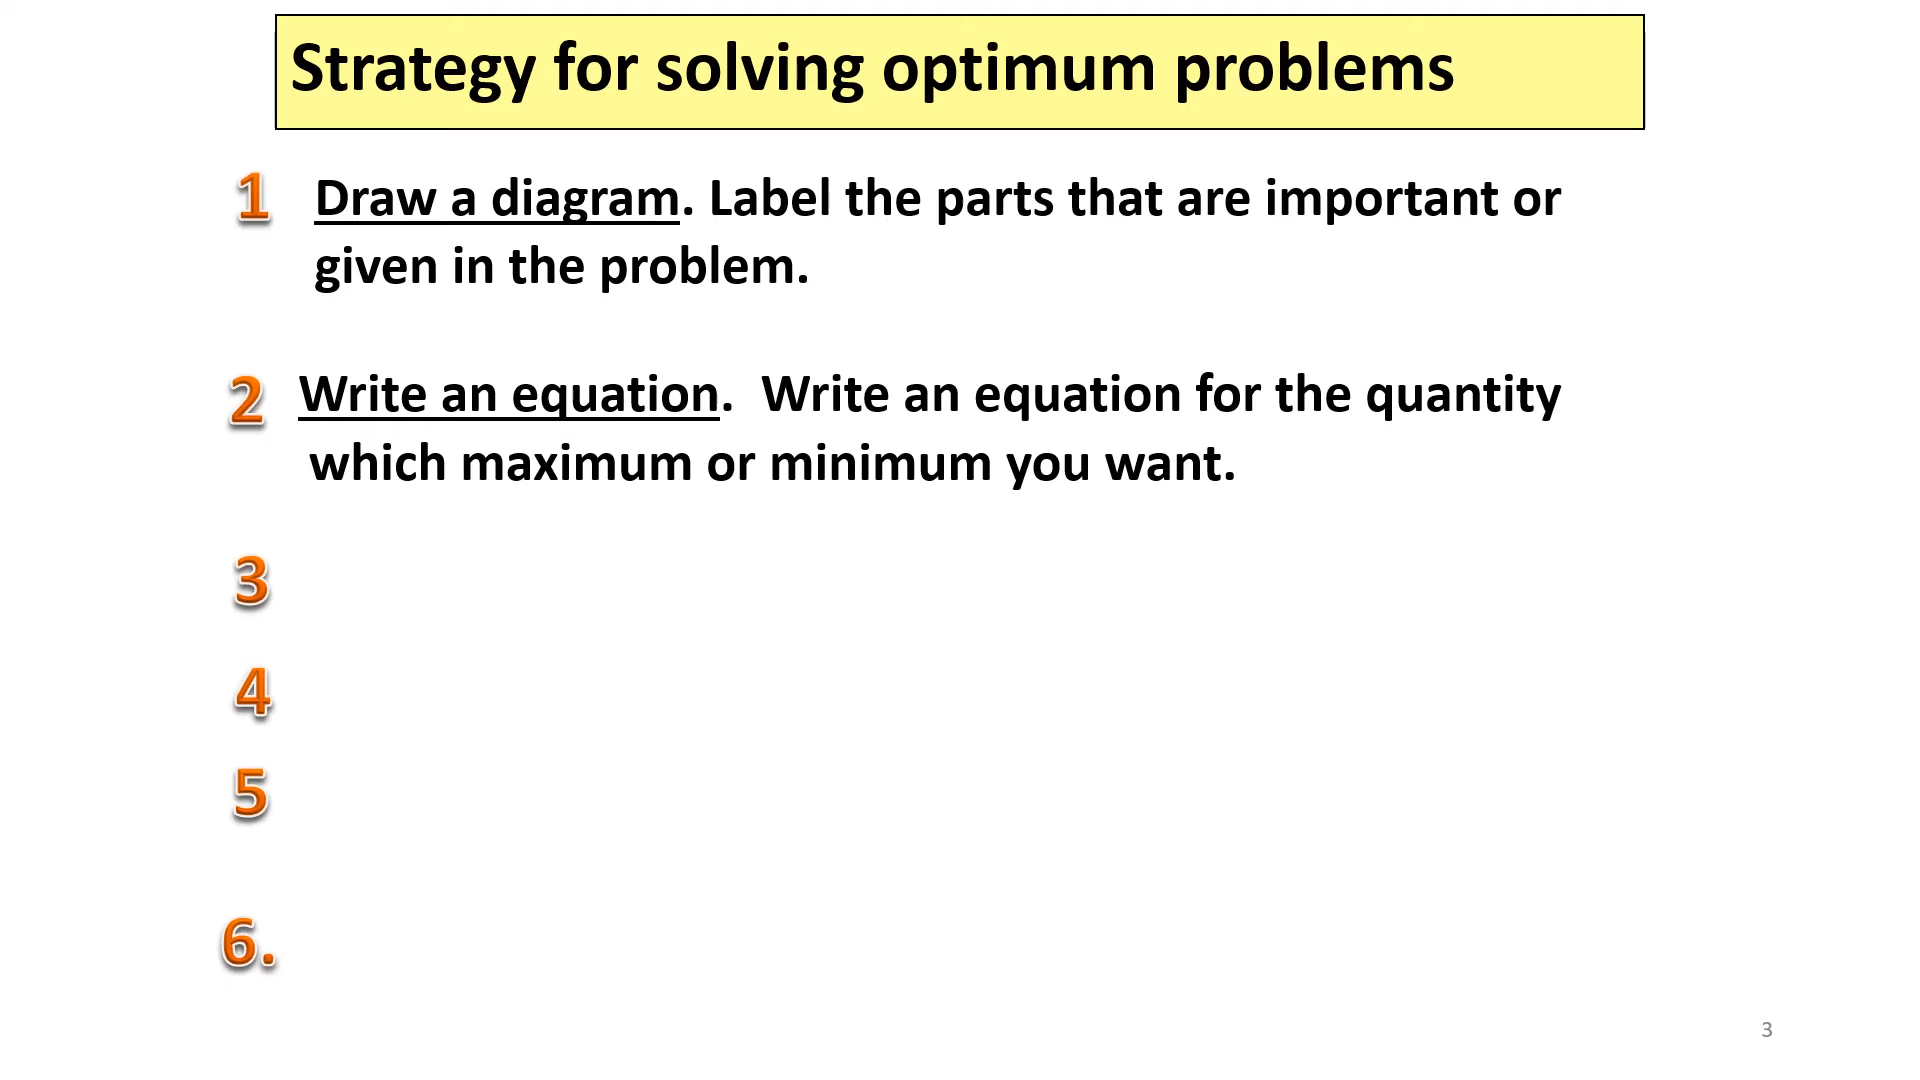 Strategy for solving optimum problems
1 Draw a diagram. Label the parts that are important or
given in the problem.
2 Write an equation.  Write an equation for the quantity
which maximum or minimum you want.
3
4
5
6.
3